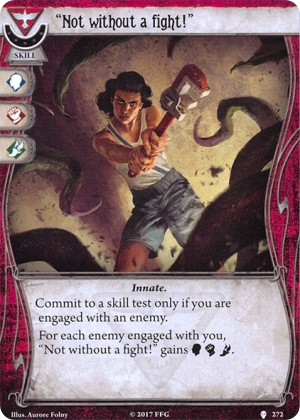 "Not without a fight!"
SKILL
Innate.
Commit to a skill test only if you are
engaged with an enemy.
For each enemy engaged with you,
"Not without a fight!" gains
Illus. Aurore Folny
© 2017 FFG
272